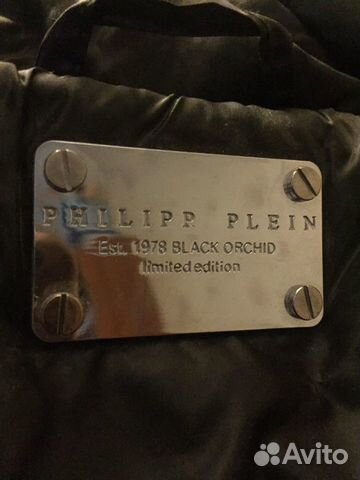 PHILIPP PLEIN
Est. 1978 BLACK ORCHID
limited edition
Avito